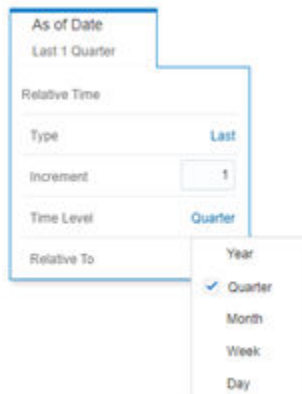 As of Date
Last 1 Quarter
Relative Time
Type Last
Increment 1
Time Level Quarter
Relative To
Year
Quarter
Month
Week
Day